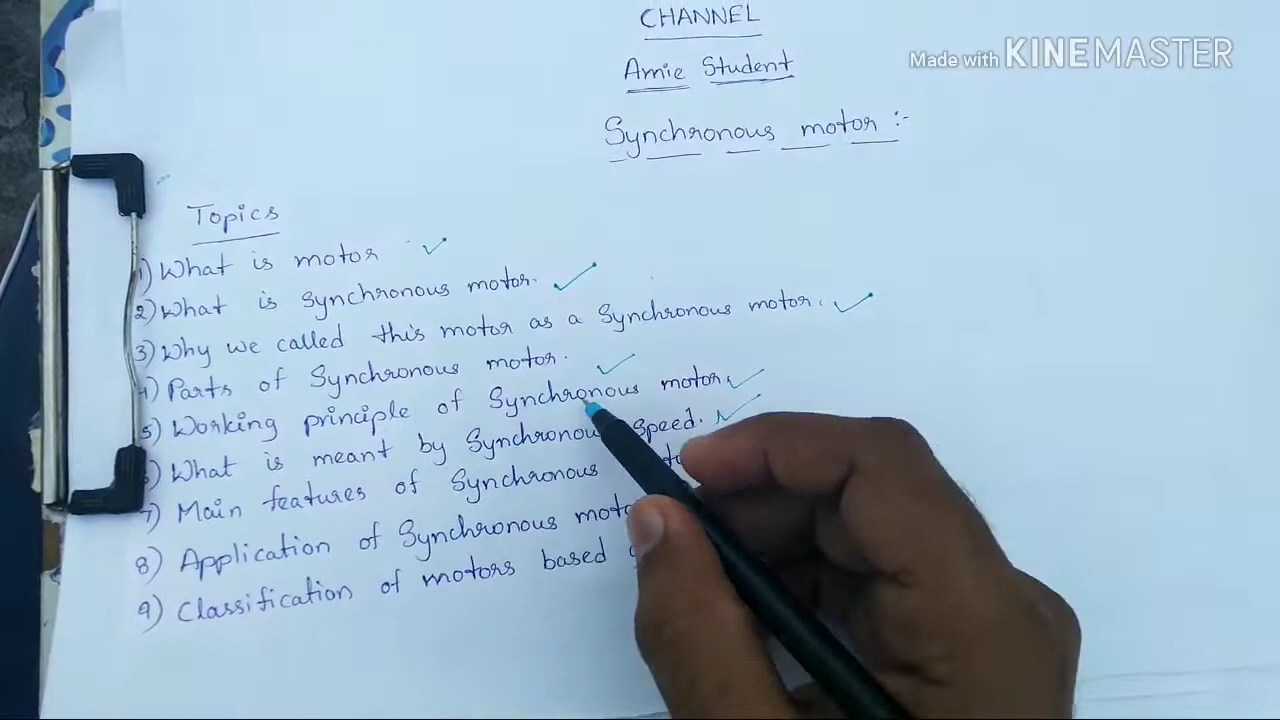 CHANNEL
Made with KINEMASTER
Amie Student
Synchronous motor :-
Topics
1) What is motor
2) What is synchronous motor.
3) Why we called this motor as a synchronous motor.
4) Parts of Synchronous motor.
5) Working principle of Synchronous motor
6) What is meant by Synchronous speed.
7) Main features of Synchronous
8) Application of Synchronous
9) Classification of motors based